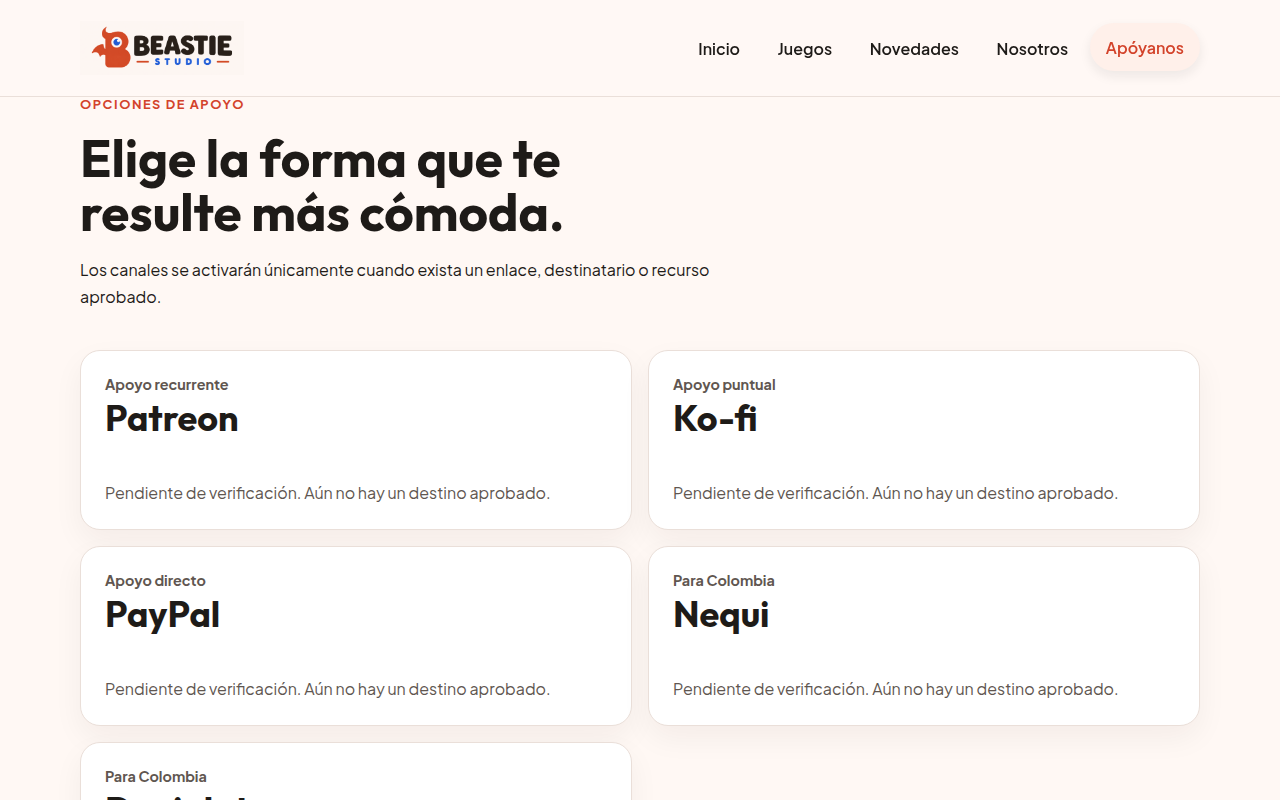 BEASTIE
STUDIO
Inicio Juegos Novedades Nosotros Apóyanos
OPCIONES DE APOYO
Elige la forma que te
resulte más cómoda.
Los canales se activarán únicamente cuando exista un enlace, destinatario o recurso
aprobado.
Apoyo recurrente
Patreon
Pendiente de verificación. Aún no hay un destino aprobado.
Apoyo puntual
Ko-fi
Pendiente de verificación. Aún no hay un destino aprobado.
Apoyo directo
PayPal
Pendiente de verificación. Aún no hay un destino aprobado.
Para Colombia
Nequi
Pendiente de verificación. Aún no hay un destino aprobado.
Para Colombia